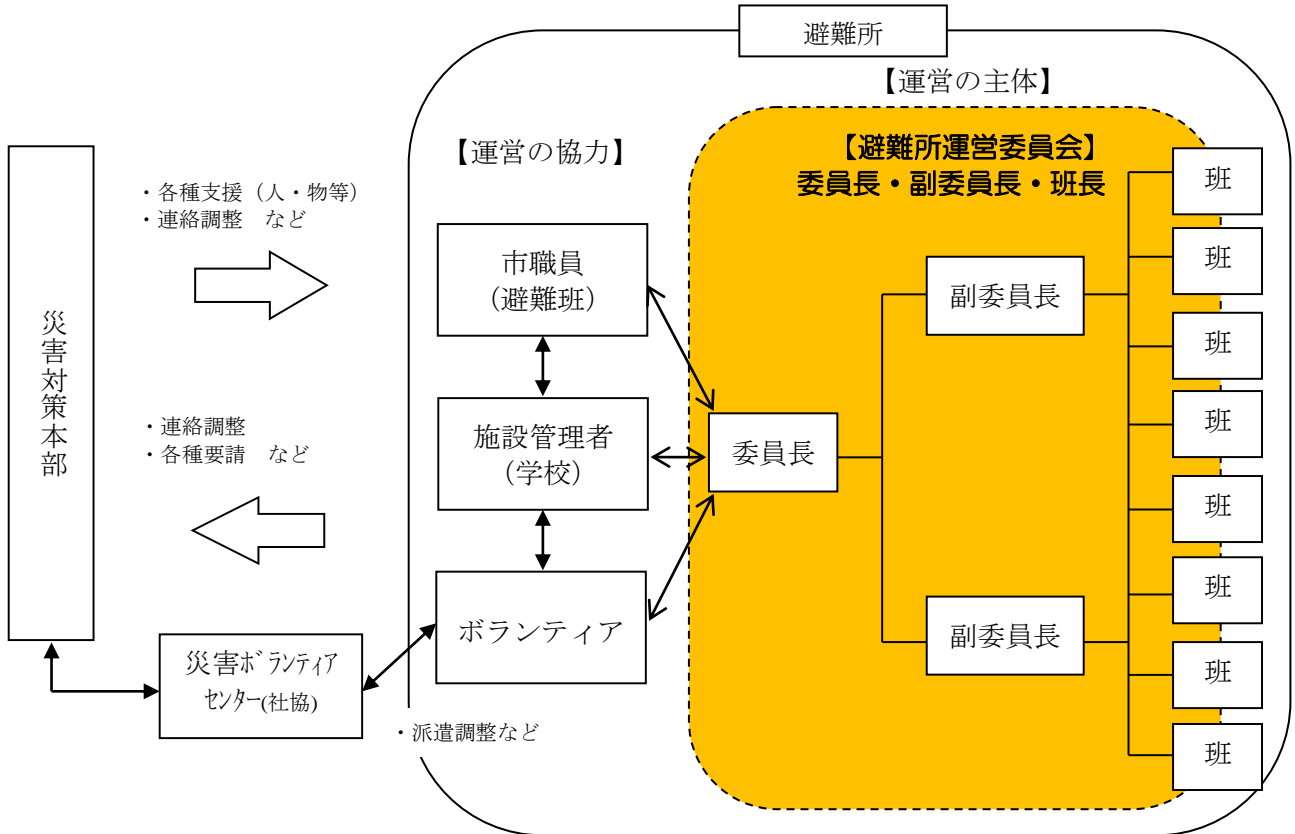 避難所
【運営の主体】
【運営の協力】
【避難所運営委員会】
委員長・副委員長・班長
・各種支援（人・物等）
・連絡調整　など
災害対策本部
・連絡調整
・各種要請　など
市職員
（避難班）
施設管理者
（学校）
ボランティア
災害ボランティア
センター(社協)
・派遣調整など
委員長
副委員長
副委員長
班
班
班
班
班
班
班
班